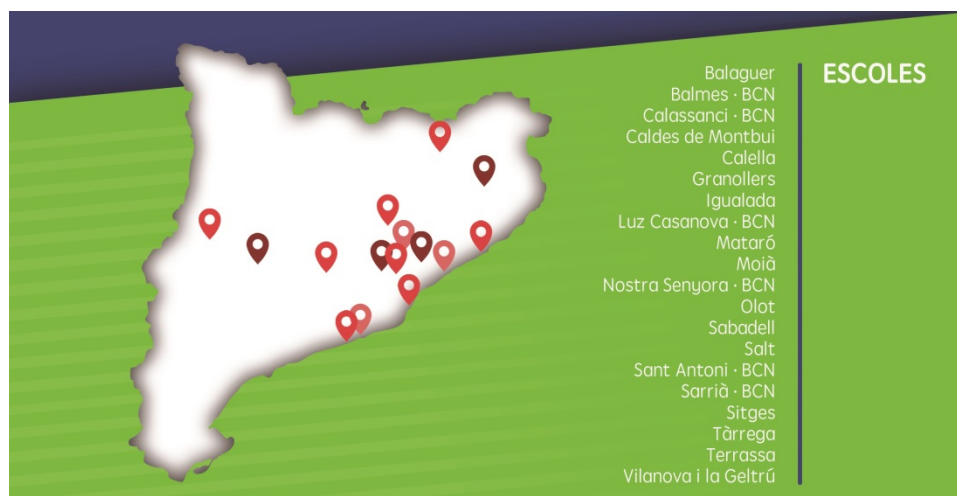 ESCOLES
Balaguer
Balmes · BCN
Calassanci · BCN
Caldes de Montbui
Calella
Granollers
Igualada
Luz Casanova · BCN
Mataró
Moià
Nostra Senyora · BCN
Olot
Sabadell
Salt
Sant Antoni · BCN
Sarrià · BCN
Sitges
Tàrrega
Terrassa
Vilanova i la Geltrú